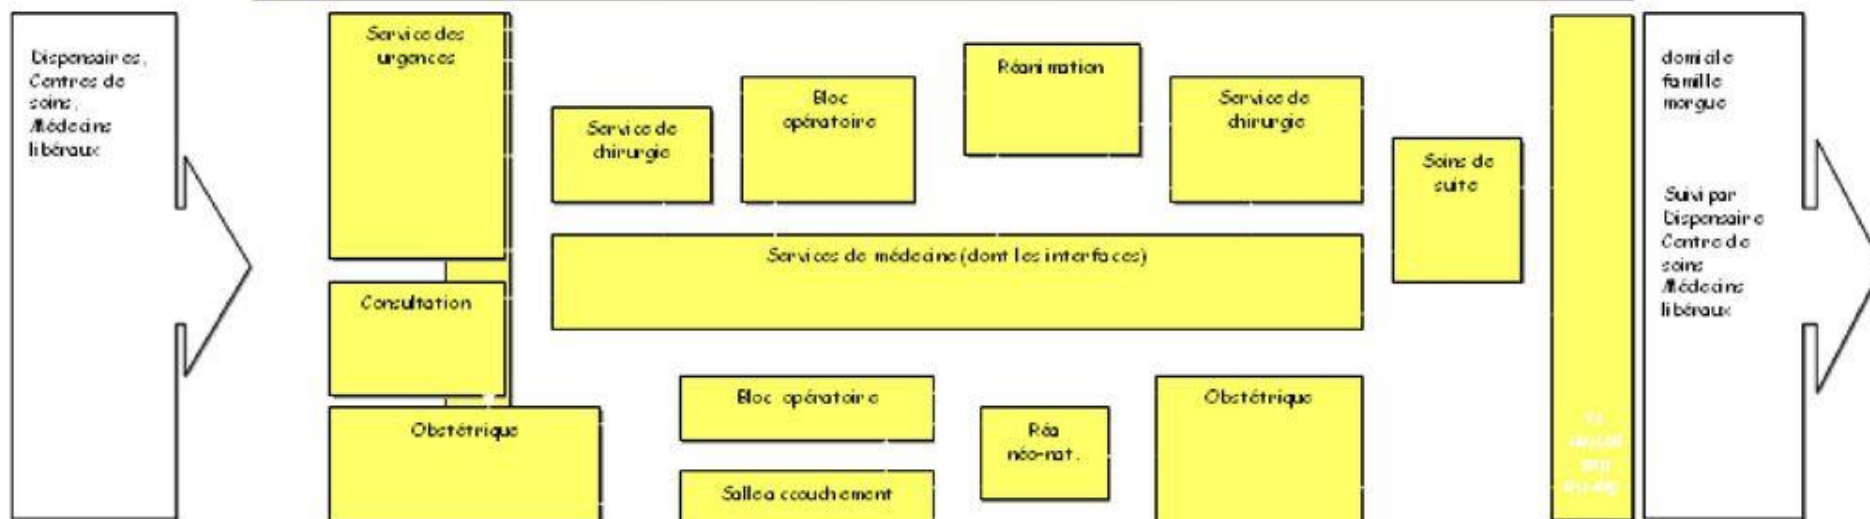 Dispensaires,
Centres de
soins,
Médecins
libéraux
Service des
urgences
Consultation
Obstétrique
Service de
chirurgie
Bloc
opératoire
Réanimation
Service de
chirurgie
Soins de
suite
Services de médecine (dont les interfaces)
Bloc opératoire
Salle accouchement
Réa
néo-nat.
Obstétrique
domicile
famille
morgue
Suivi par
Dispensaire
Centre de
soins
Médecins
libéraux